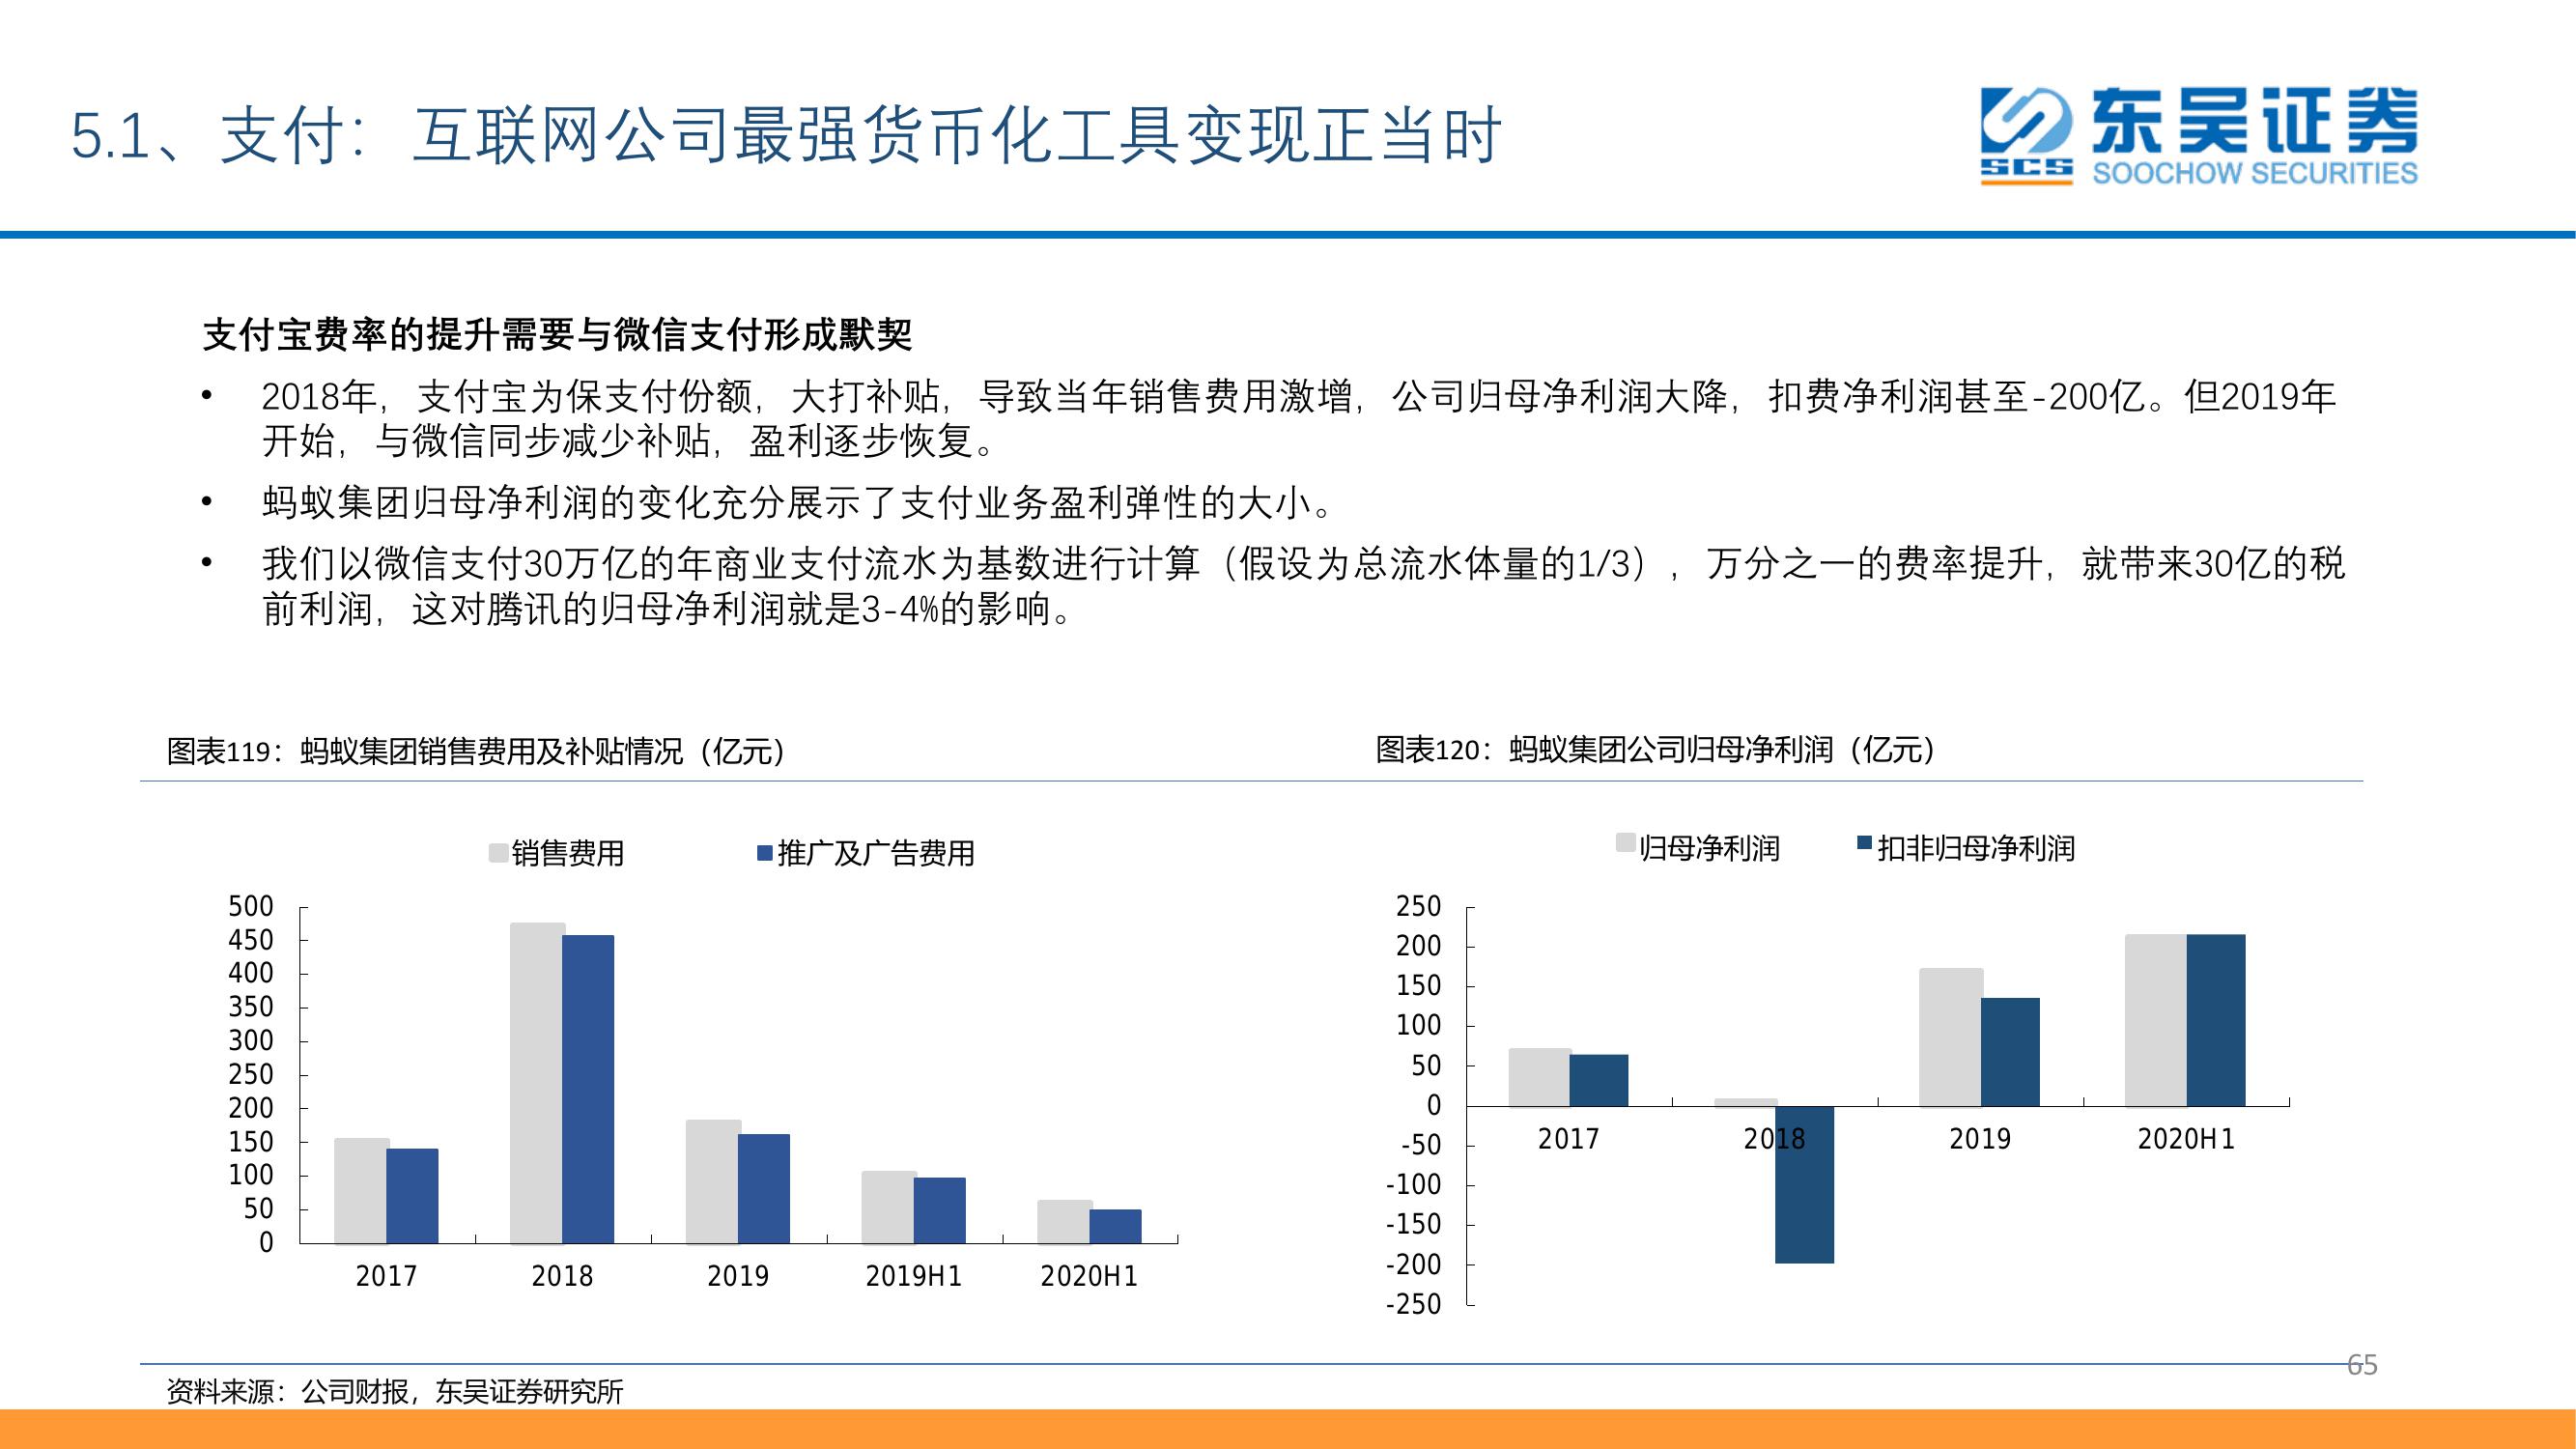 5.1、支付：互联网公司最强货币化工具变现正当时
东吴证券
SCS
SOOCHOW SECURITIES
支付宝费率的提升需要与微信支付形成默契
• 2018年，支付宝为保支付份额，大打补贴，导致当年销售费用激增，公司归母净利润大降，扣费净利润甚至-200亿。但2019年
开始，与微信同步减少补贴，盈利逐步恢复。
• 蚂蚁集团归母净利润的变化充分展示了支付业务盈利弹性的大小。
• 我们以微信支付30万亿的年商业支付流水为基数进行计算（假设为总流水体量的1/3），万分之一的费率提升，就带来30亿的税
前利润，这对腾讯的归母净利润就是3-4%的影响。
图表119：蚂蚁集团销售费用及补贴情况（亿元）
销售费用 推广及广告费用
500
450
400
350
300
250
200
150
100
50
0
2017 2018 2019 2019H1 2020H1
图表120：蚂蚁集团公司归母净利润（亿元）
归母净利润 扣非归母净利润
250
200
150
100
50
0
-50
-100
-150
-200
-250
2017 2018 2019 2020H1
65
资料来源：公司财报，东吴证券研究所